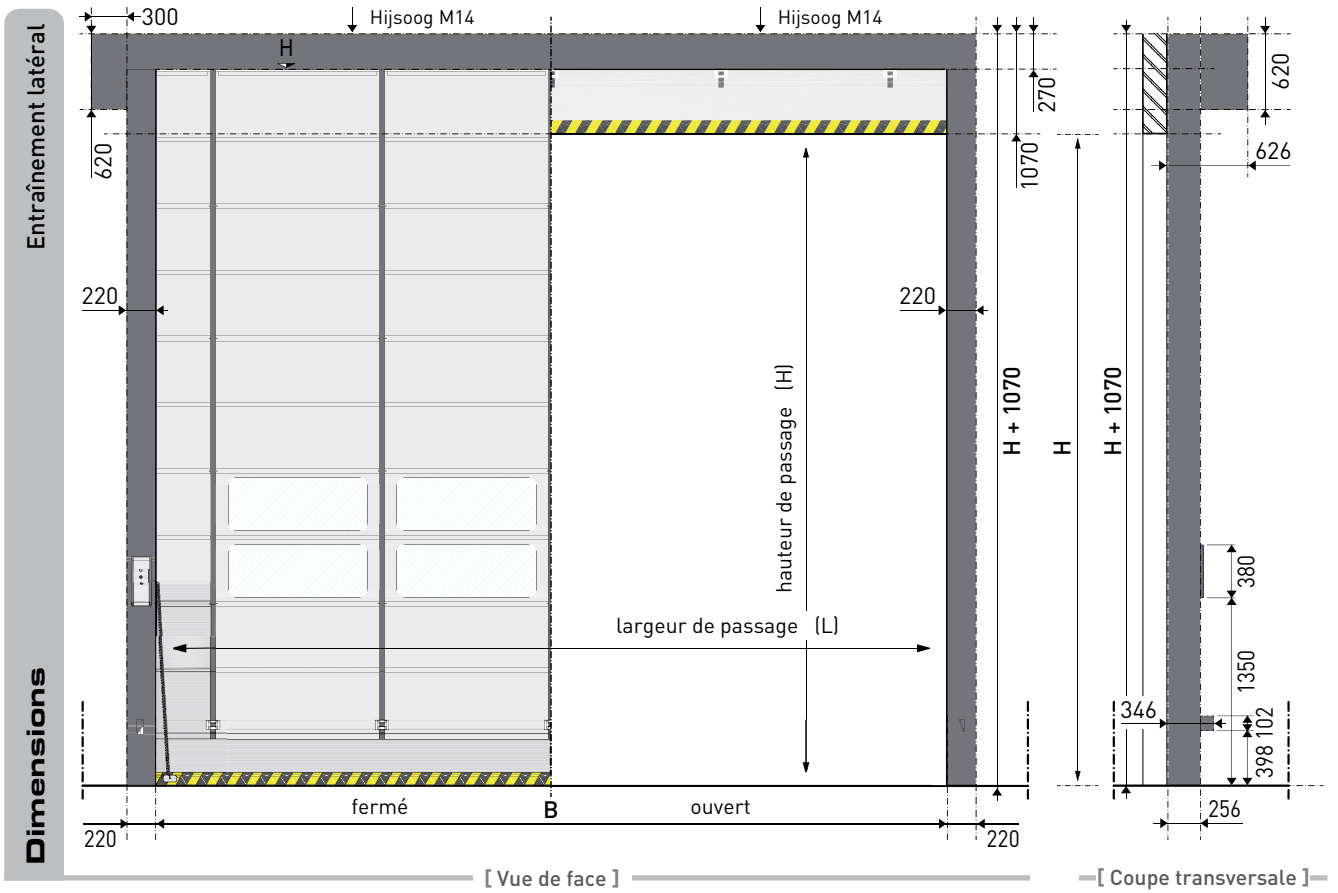 Entraînement latéral
Dimensions
300
Hijsoog M14
Hijsoog M14
H
620
270
1070
620
626
220
220
hauteur de passage (H)
largeur de passage (L)
H + 1070
H
H + 1070
380
1350
346
102
398
fermé
B
ouvert
220
220
256
[ Vue de face ]
[ Coupe transversale ]